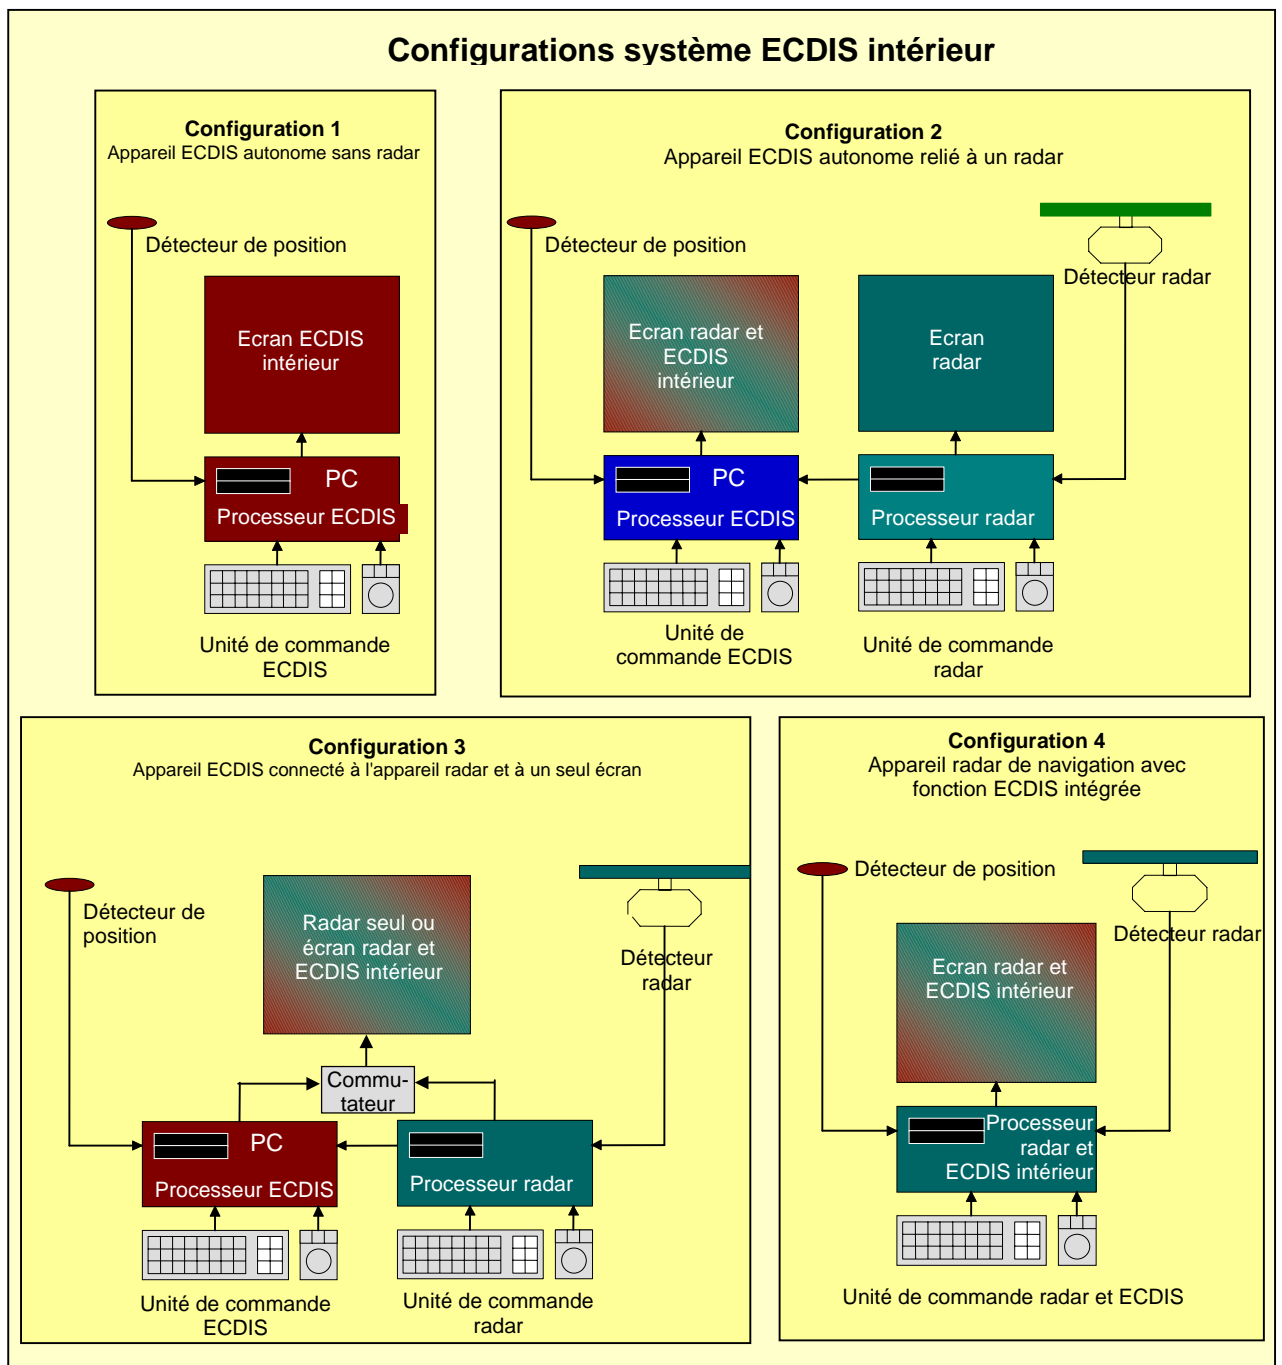 Configurations système ECDIS intérieur
Configuration 1
Appareil ECDIS autonome sans radar
Détecteur de position
Ecran ECDIS
intérieur
PC
Processeur ECDIS
Unité de commande
ECDIS
Configuration 2
Appareil ECDIS autonome relié à un radar
Détecteur de position
Détecteur radar
Ecran radar et
ECDIS
intérieur
Ecran
radar
PC
Processeur ECDIS
Processeur radar
Unité de
commande ECDIS
Unité de commande
radar
Configuration 3
Appareil ECDIS connecté à l'appareil radar et à un seul écran
Détecteur de
position
Radar seul ou
écran radar et
ECDIS intérieur
Détecteur
radar
Commu-
tateur
PC
Processeur ECDIS
Processeur radar
Unité de commande
ECDIS
Unité de commande
radar
Configuration 4
Appareil radar de navigation avec
fonction ECDIS intégrée
Détecteur de position
Détecteur radar
Ecran radar et
ECDIS intérieur
Processeur
radar et
ECDIS intérieur
Unité de commande radar et ECDIS